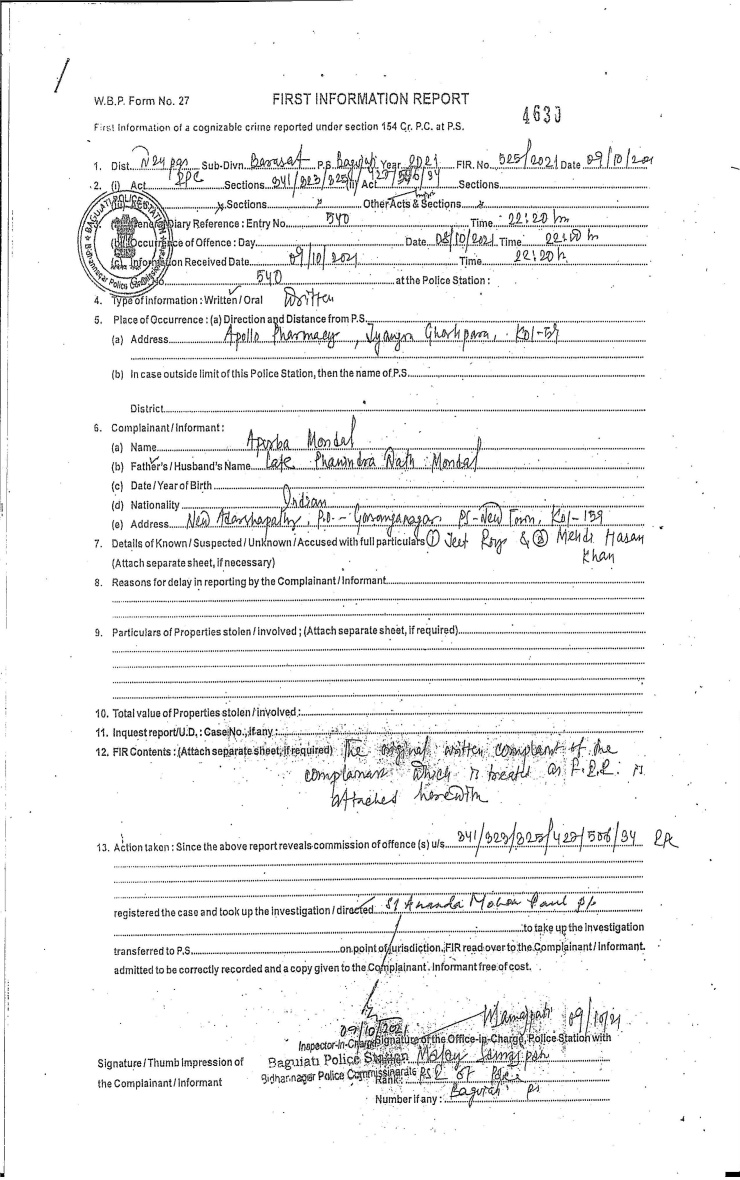 W.B.P. Form No. 27
FIRST INFORMATION REPORT
4630
First Information of a cognizable crime reported under section 154 Cr. P.C. at P.S.
1. Dist. N 24 pgs Sub-Divn. Barasat P.S. Baguiati Year 2021 FIR. No. 525/2021 Date 09/10/2021
2. (i) Act IPC Sections 341/323/325/ (ii) Act 427/506/34 Sections
Sections x Other Acts & Sections x
General Diary Reference : Entry No. 540 Time 22:20 hr
(b) Occurrence of Offence : Day Date 08/10/2021 Time 22:00 h
(c) Information Received Date 09/10/2021 Time 22:20 h
No. 540 at the Police Station :
4. Type of Information : Written / Oral Written
5. Place of Occurrence : (a) Direction and Distance from P.S.
(a) Address Apollo Pharmacy, Jyangra Ghoshpara, Kol-59
(b) In case outside limit of this Police Station, then the name of P.S
District
6. Complainant / Informant :
(a) Name Apurba Mondal
(b) Father's / Husband's Name Late Phanindra Nath Mondal
(c) Date / Year of Birth
(d) Nationality Indian
(e) Address New Adarshapally, P.O. - Gouranganagar, PS - New Town, Kol - 159
7. Details of Known / Suspected / Unknown / Accused with full particulars ① Jeet Roy & ② Mehdi Hasan
(Attach separate sheet, if necessary) Khan
8. Reasons for delay in reporting by the Complainant / Informant
9. Particulars of Properties stolen / involved ; (Attach separate sheet, if required)
10. Total value of Properties stolen / involved :
11. Inquest report / U.D, : Case No., if any :
12. FIR Contents : (Attach separate sheet, if required) The original written complaint of the
complainant which is treated as F.I.R. is
attached herewith
13. Action taken : Since the above report reveals commission of offence (s) u/s. 341/323/325/427/506/34 IPC
registered the case and took up the Investigation / directed SI Ananda Mohan Paul
to take up the Investigation
transferred to P.S. on point of jurisdiction, FIR read over to the Complainant / Informant.
admitted to be correctly recorded and a copy given to the Complainant. Informant free of cost.
09/10/2021
09/10/21
Inspector-in-Charge
Signature of the Office-in-Charge, Police Station with
Baguiati Police Station
Bidhannagar Police Commissionerate
Rank :
Baguiati PS
Number if any :
Signature / Thumb Impression of
the Complainant / Informant